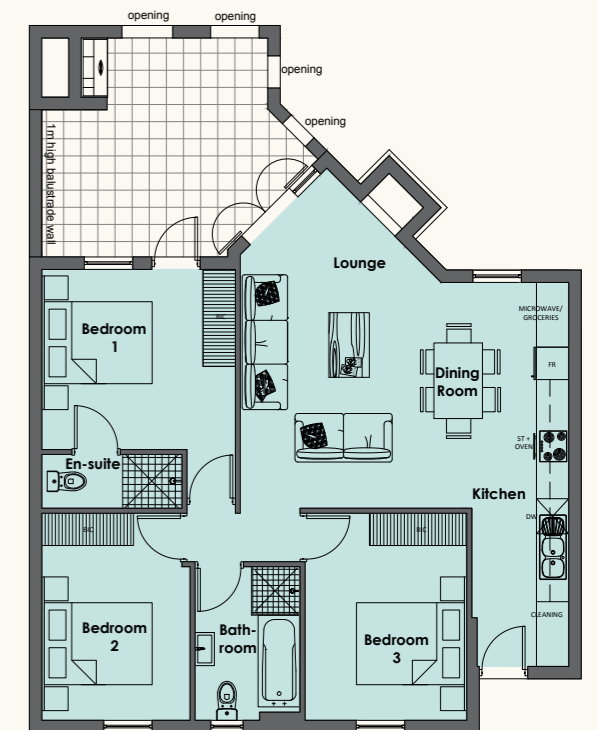 opening
opening
opening
opening
1m high balustrade wall
Lounge
MICROWAVE/
GROCERIES
BIC
Bedroom
1
FR
Dining
Room
ST +
OVEN
En-suite
Kitchen
BIC
BIC
DW
CLEANING
Bedroom
2
Bath-
room
Bedroom
3